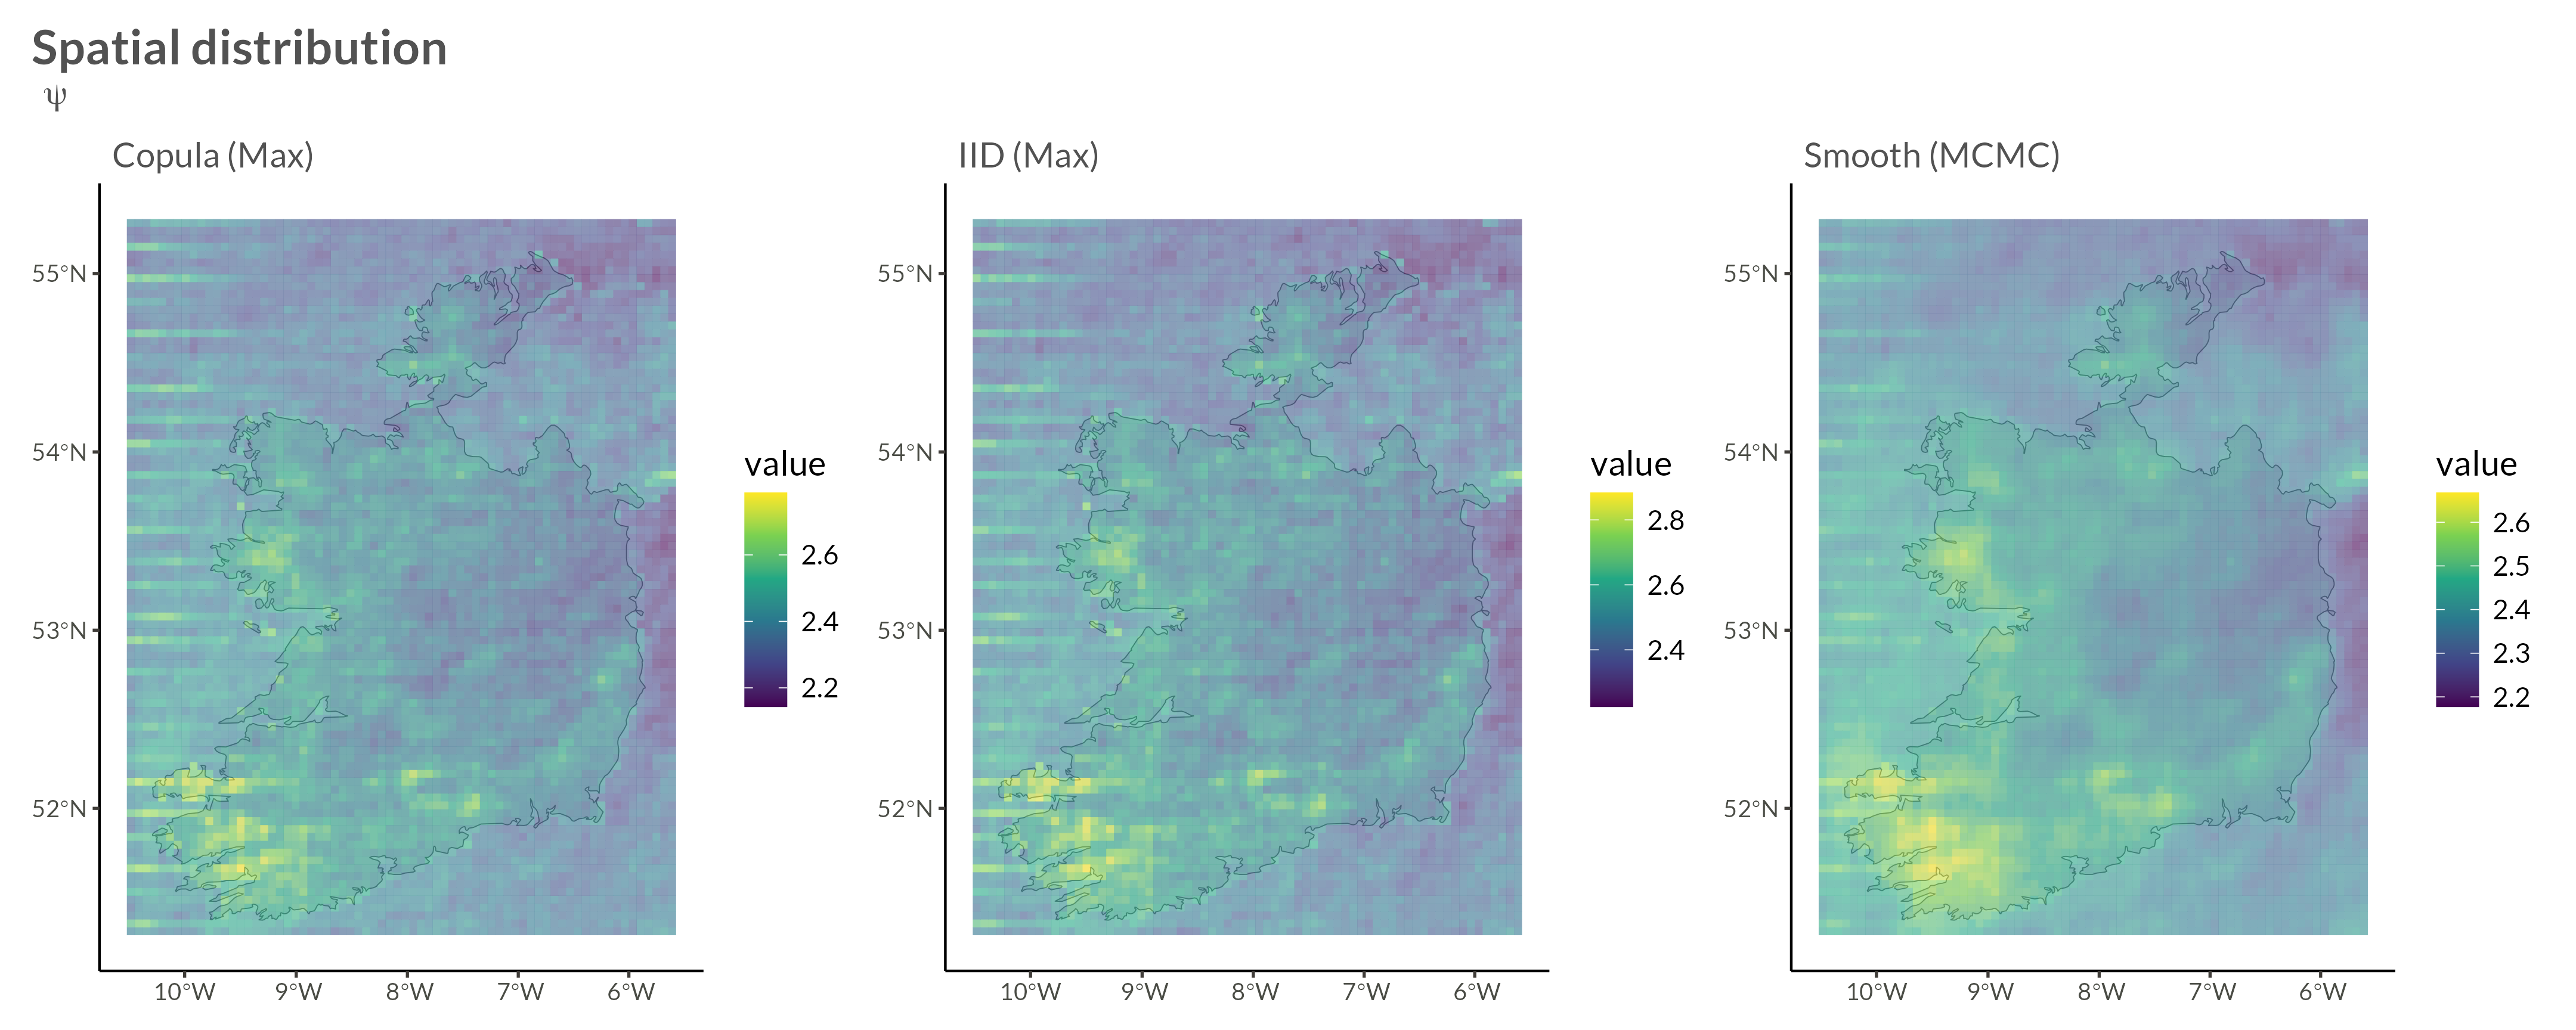 Spatial distribution
ψ
Copula (Max)
55°N
54°N
53°N
52°N
10°W 9°W 8°W 7°W 6°W
value
2.6
2.4
2.2
IID (Max)
55°N
54°N
53°N
52°N
10°W 9°W 8°W 7°W 6°W
value
2.8
2.6
2.4
Smooth (MCMC)
55°N
54°N
53°N
52°N
10°W 9°W 8°W 7°W 6°W
value
2.6
2.5
2.4
2.3
2.2